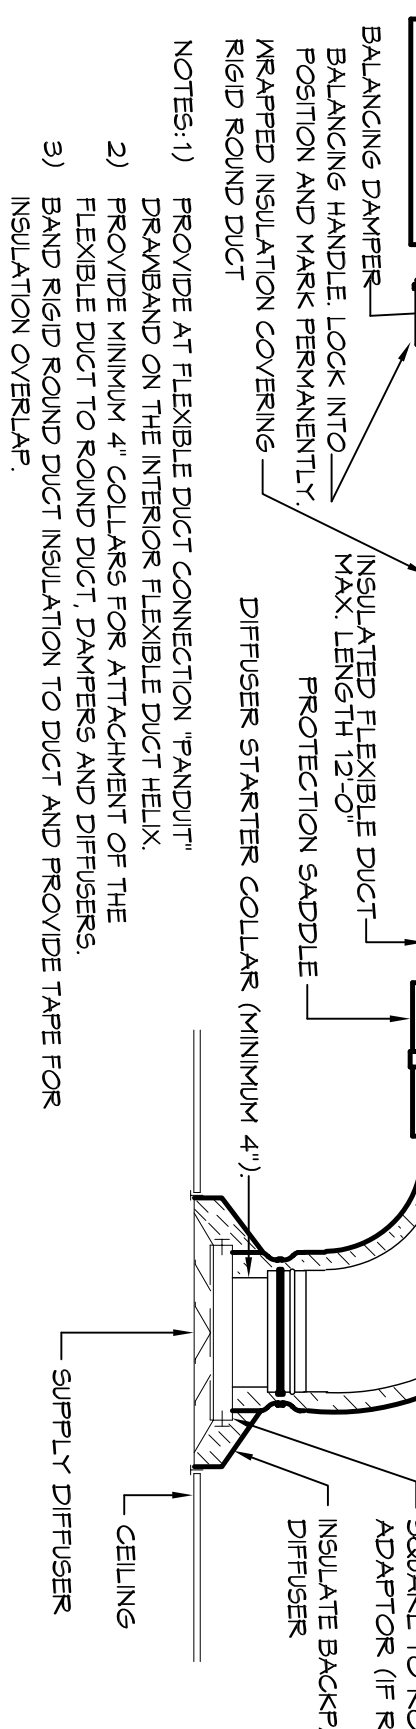 BALANCING DAMPER
BALANCING HANDLE. LOCK INTO
POSITION AND MARK PERMANENTLY.
WRAPPED INSULATION COVERING
RIGID ROUND DUCT
INSULATED FLEXIBLE DUCT
MAX. LENGTH 12'-0"
PROTECTION SADDLE
DIFFUSER STARTER COLLAR (MINIMUM 4").
SQUARE TO
ADAPTOR (IF
INSULATE
DIFFUSER
CEILING
SUPPLY DIFFUSER
NOTES: 1) PROVIDE AT FLEXIBLE DUCT CONNECTION "PANDUIT"
DRAWBAND ON THE INTERIOR FLEXIBLE DUCT HELIX.
2) PROVIDE MINIMUM 4" COLLARS FOR ATTACHMENT OF THE
FLEXIBLE DUCT TO ROUND DUCT, DAMPERS AND DIFFUSERS.
3) BAND RIGID ROUND DUCT INSULATION TO DUCT AND PROVIDE TAPE FOR
INSULATION OVERLAP.